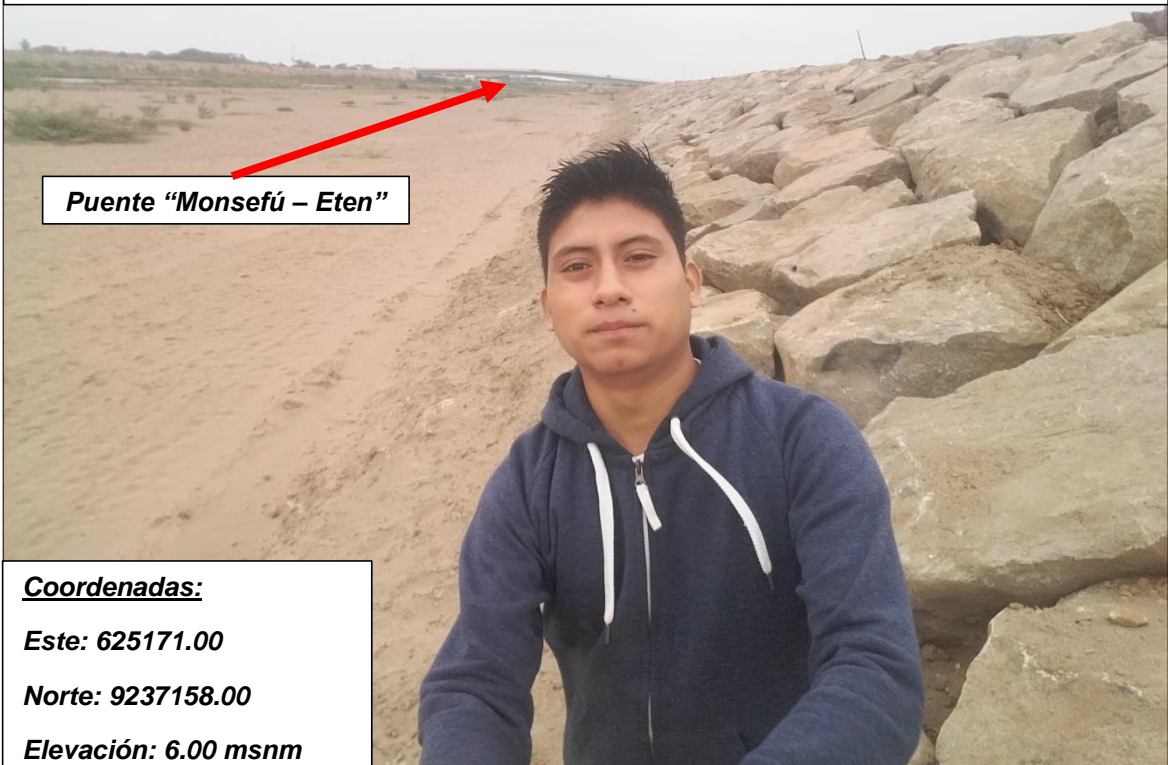 Puente “Monsefú – Eten”
Coordenadas:
Este: 625171.00
Norte: 9237158.00
Elevación: 6.00 msnm